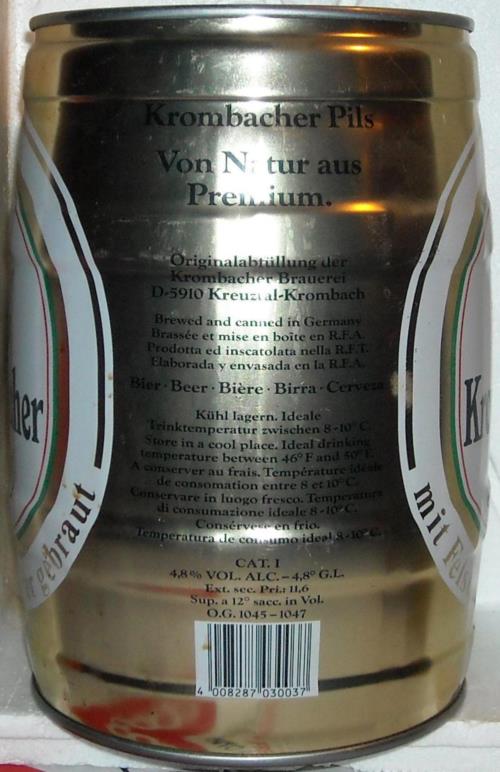 Krombacher Pils
Von Natur aus
Premium.
Originalabfüllung der
Krombacher Brauerei
D-5910 Kreuztal-Krombach
Brewed and canned in Germany
Brassée et mise en boîte en R.F.A.
Prodotta ed inscatolata nella R.F.T.
Elaborada y envasada en la R.F.A.
Bier · Beer · Bière · Birra · Cerveza
Kühl lagern. Ideale
Trinktemperatur zwischen 8-10° C.
Store in a cool place. Ideal drinking
temperature between 46° F and 50° F.
A conserver au frais. Température idéale
de consomation entre 8 et 10° C.
Conservare in luogo fresco. Temperatura
di consumazione ideale 8-10° C.
Consérvese en frio.
Temperatura de consumo ideal 8-10° C.
CAT. I
4,8% VOL. ALC. – 4,8° G.L.
Ext. sec. Pri.: 11,6
Sup. a 12° sacc. in Vol.
O.G. 1045 – 1047
4 008287 030037
her
gebraut
Kr
mit Fels